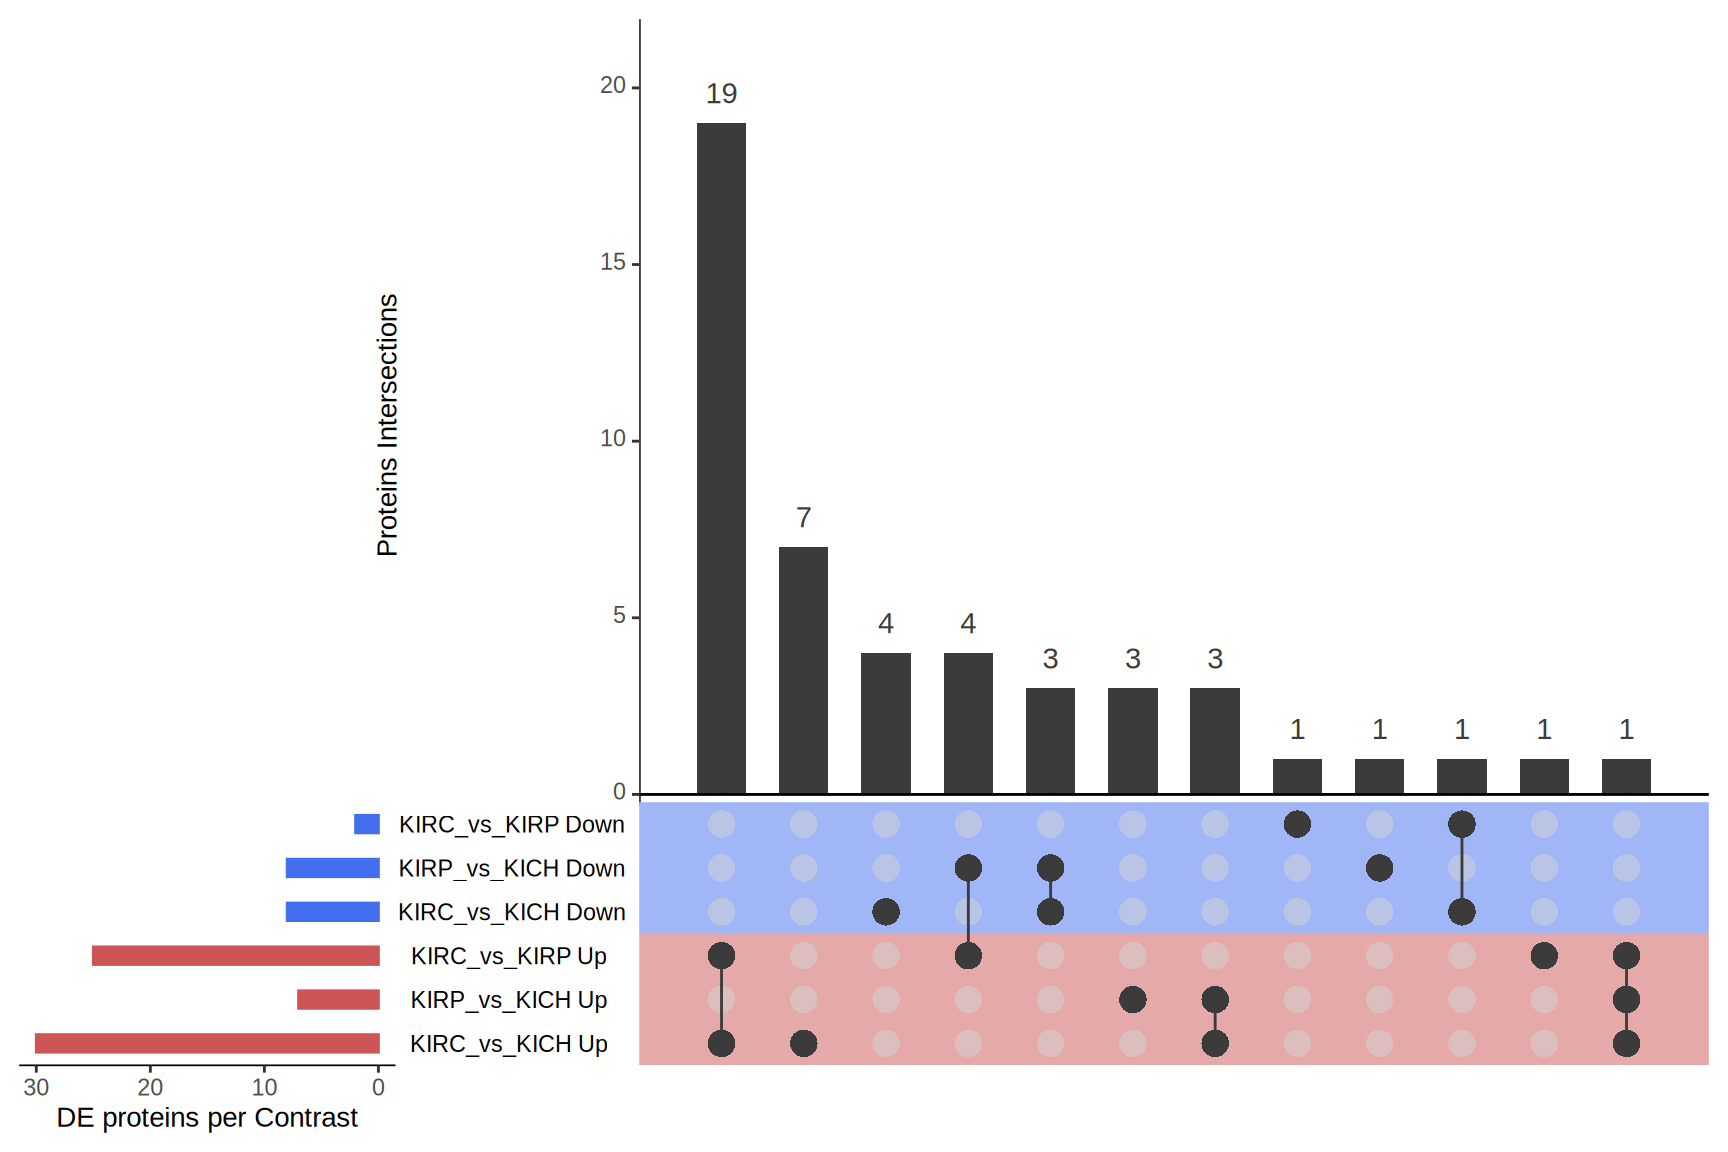 20
15
10
5
0
Proteins Intersections
19
7
4
4
3
3
3
1
1
1
1
1
KIRC_vs_KIRP Down
KIRP_vs_KICH Down
KIRC_vs_KICH Down
KIRC_vs_KIRP Up
KIRP_vs_KICH Up
KIRC_vs_KICH Up
30 20 10 0
DE proteins per Contrast